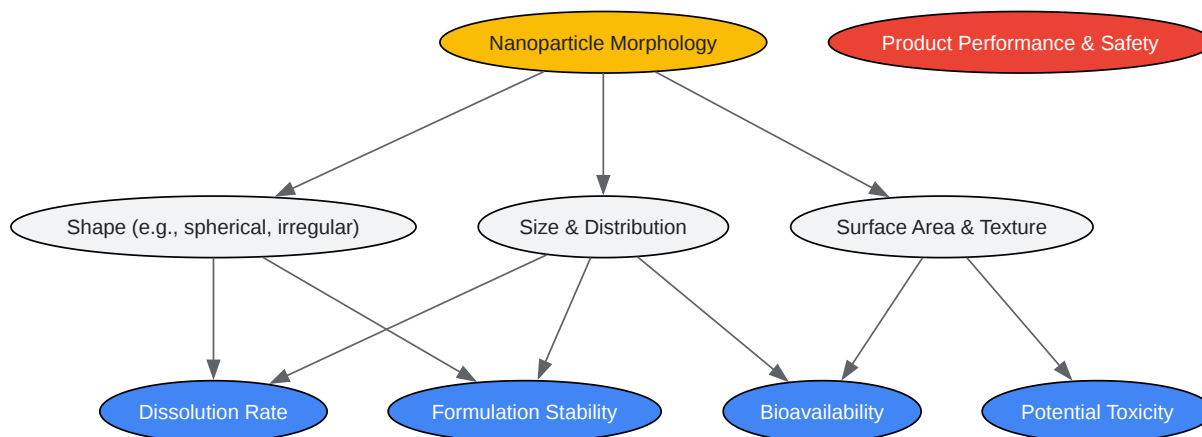 Nanoparticle Morphology
Product Performance & Safety
Shape (e.g., spherical, irregular)
Size & Distribution
Surface Area & Texture
Dissolution Rate
Formulation Stability
Bioavailability
Potential Toxicity